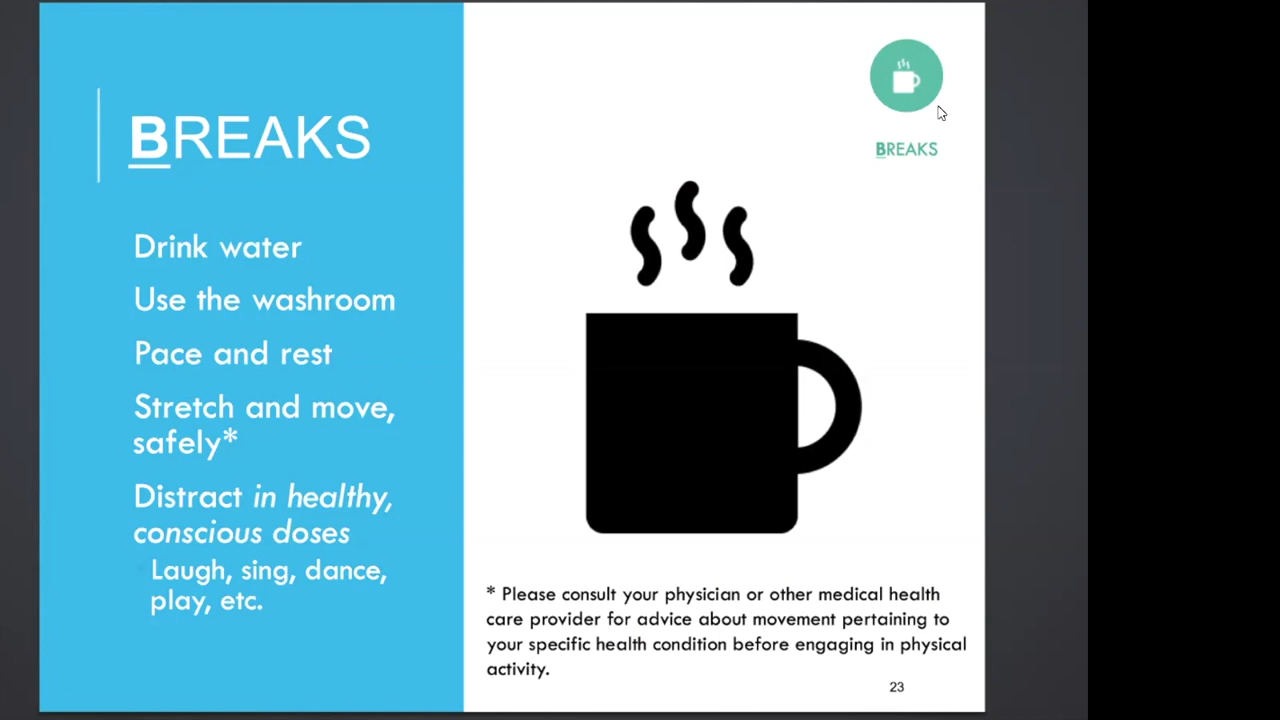 BREAKS
Drink water
Use the washroom
Pace and rest
Stretch and move,
safely*
Distract in healthy,
conscious doses
Laugh, sing, dance,
play, etc.
BREAKS
* Please consult your physician or other medical health
care provider for advice about movement pertaining to
your specific health condition before engaging in physical
activity.
23